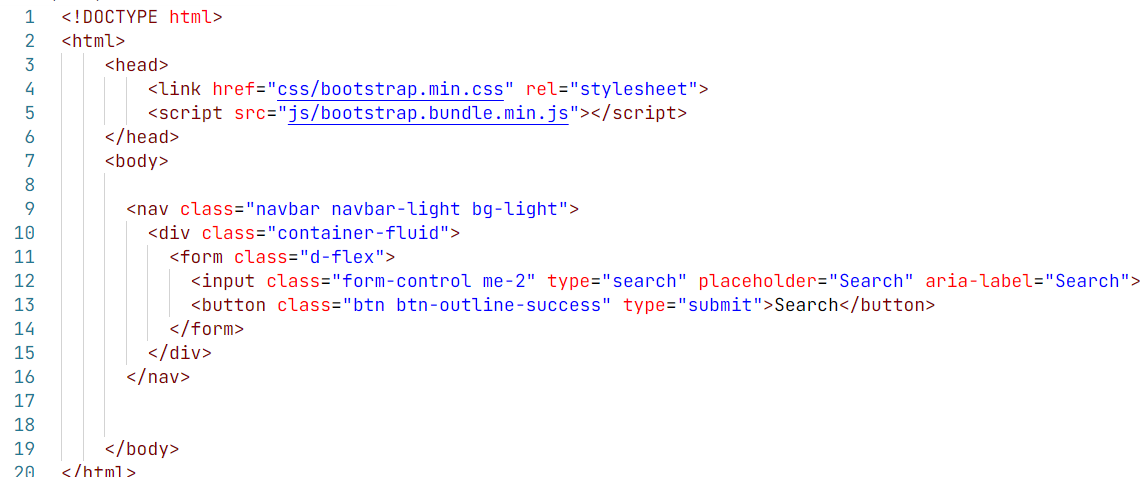 1 <!DOCTYPE html>
2 <html>
3 <head>
4 <link href="css/bootstrap.min.css" rel="stylesheet">
5 <script src="js/bootstrap.bundle.min.js"></script>
6 </head>
7 <body>
8
9 <nav class="navbar navbar-light bg-light">
10 <div class="container-fluid">
11 <form class="d-flex">
12 <input class="form-control me-2" type="search" placeholder="Search" aria-label="Search">
13 <button class="btn btn-outline-success" type="submit">Search</button>
14 </form>
15 </div>
16 </nav>
17
18
19 </body>
20 </html>